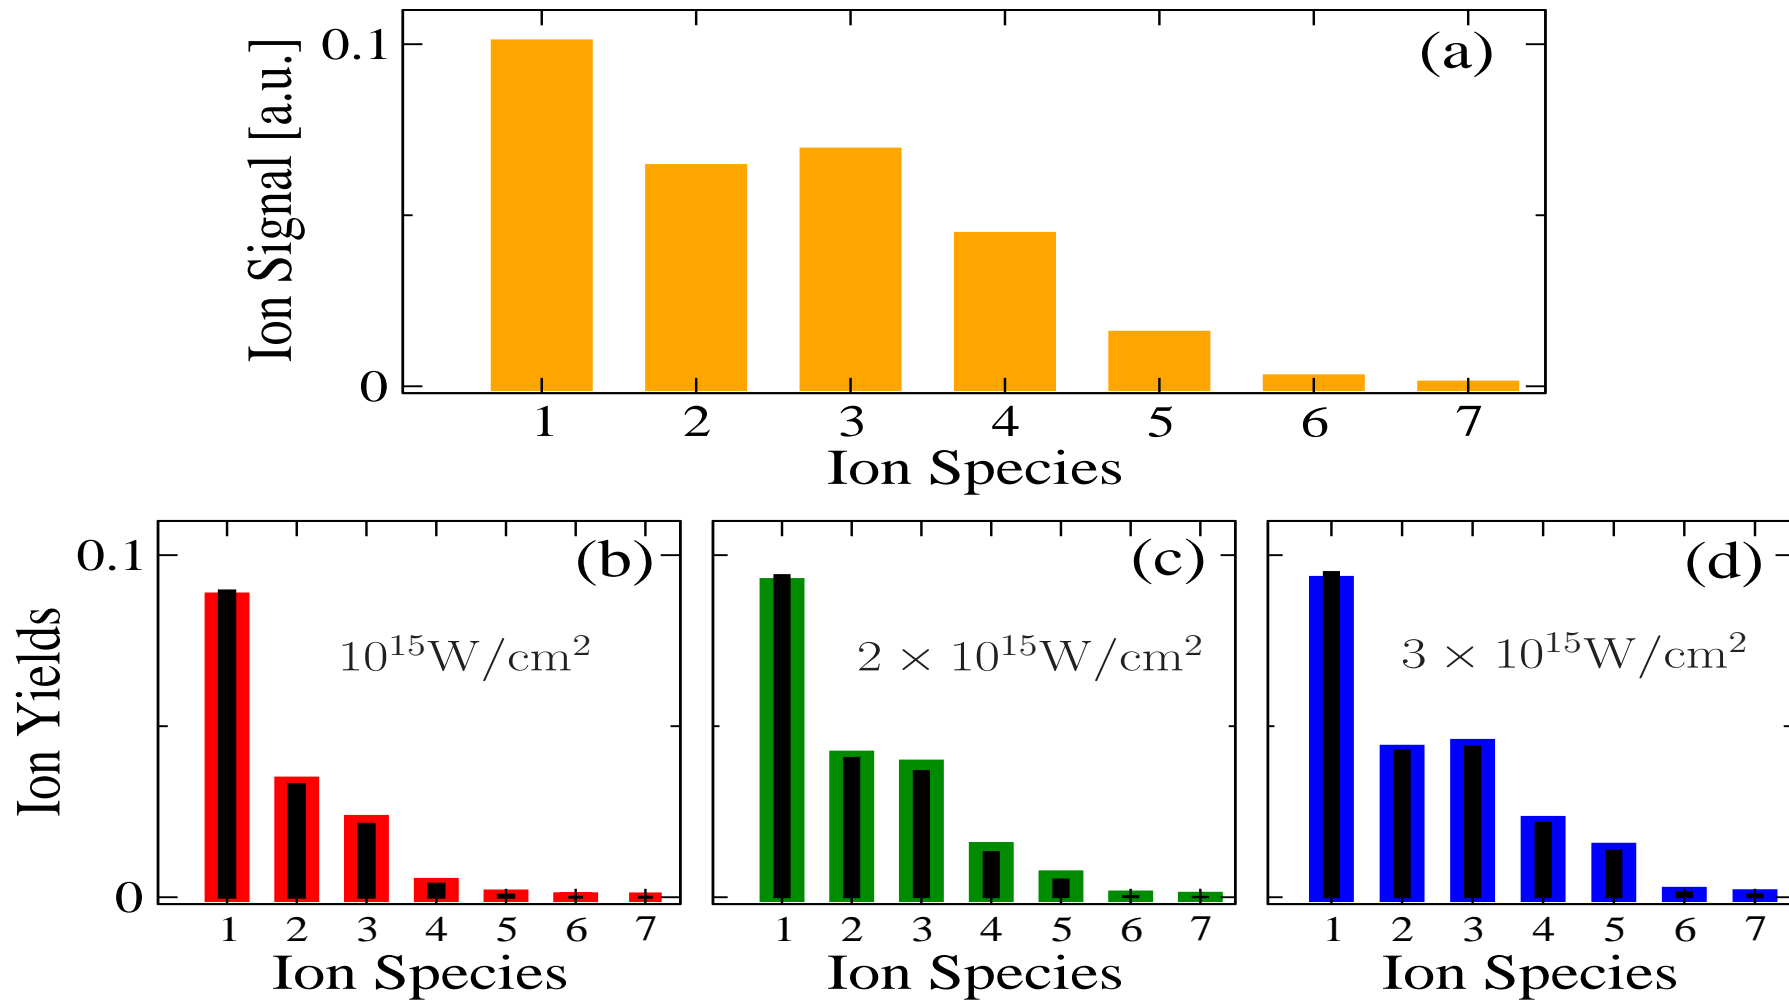 (a)
Ion Signal [a.u.]
0.1
0
1 2 3 4 5 6 7
Ion Species
(b)
10¹⁵W/cm²
Ion Yields
0.1
0
1 2 3 4 5 6 7
Ion Species
(c)
2 × 10¹⁵W/cm²
1 2 3 4 5 6 7
Ion Species
(d)
3 × 10¹⁵W/cm²
1 2 3 4 5 6 7
Ion Species